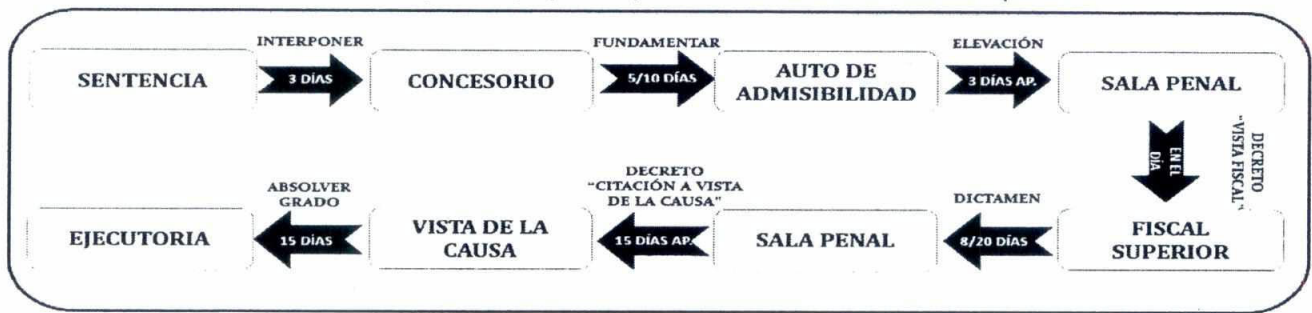 INTERPONER
FUNDAMENTAR
ELEVACIÓN
SENTENCIA
3 DÍAS
CONCESORIO
5/10 DÍAS
AUTO DE
ADMISIBILIDAD
3 DÍAS AP.
SALA PENAL
EN EL
DÍA
DECRETO
"VISTA FISCAL"
FISCAL
SUPERIOR
DICTAMEN
8/20 DÍAS
SALA PENAL
DECRETO
"CITACIÓN A VISTA
DE LA CAUSA"
15 DÍAS AP.
VISTA DE LA
CAUSA
ABSOLVER
GRADO
15 DÍAS
EJECUTORIA